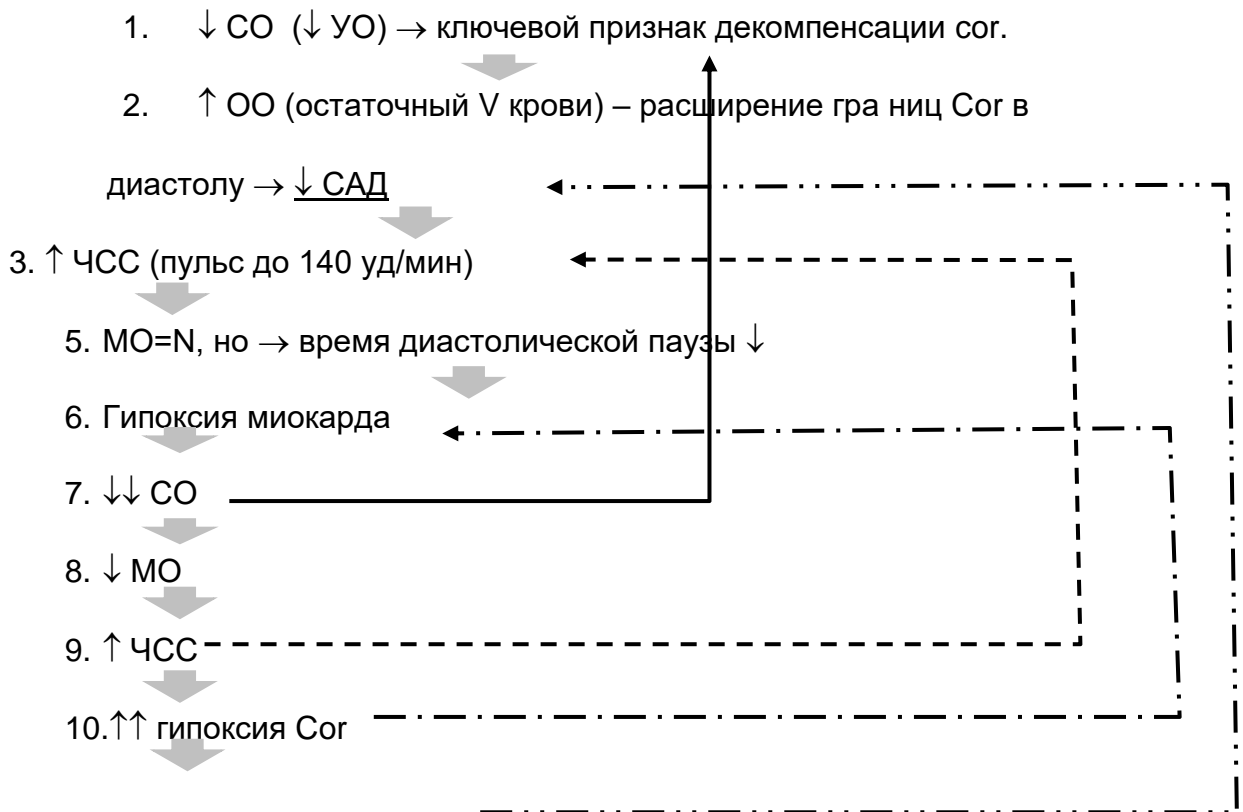 1. ↓ СО (↓ УО) → ключевой признак декомпенсации cor.
2. ↑ ОО (остаточный V крови) – расширение гра ниц Cor в
диастолу → ↓ САД
3. ↑ ЧСС (пульс до 140 уд/мин)
5. МО=N, но → время диастолической паузы ↓
6. Гипоксия миокарда
7. ↓↓ СО
8. ↓ МО
9. ↑ ЧСС
10.↑↑ гипоксия Cor